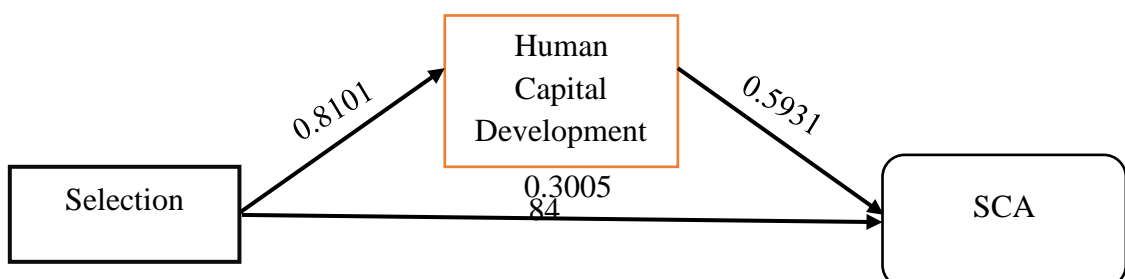 Human
Capital
Development
0.8101
0.5931
Selection
0.3005
84
SCA